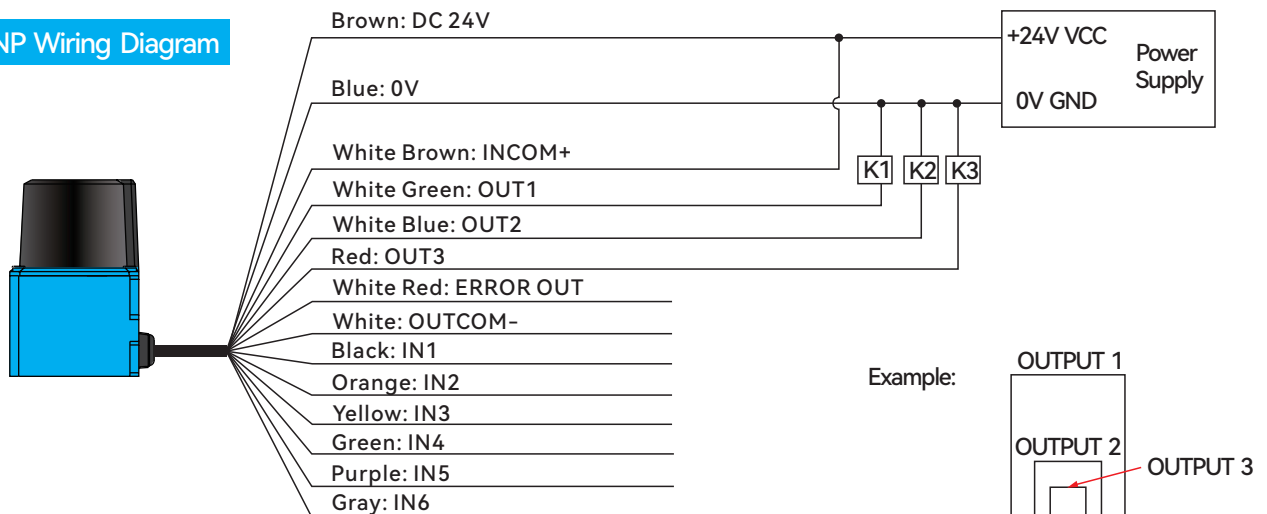 NP Wiring Diagram
Brown: DC 24V
+24V VCC
Power
Supply
Blue: 0V
0V GND
White Brown: INCOM+
K1 K2 K3
White Green: OUT1
White Blue: OUT2
Red: OUT3
White Red: ERROR OUT
White: OUTCOM-
Black: IN1
Orange: IN2
Yellow: IN3
Green: IN4
Purple: IN5
Gray: IN6
Example:
OUTPUT 1
OUTPUT 2
OUTPUT 3